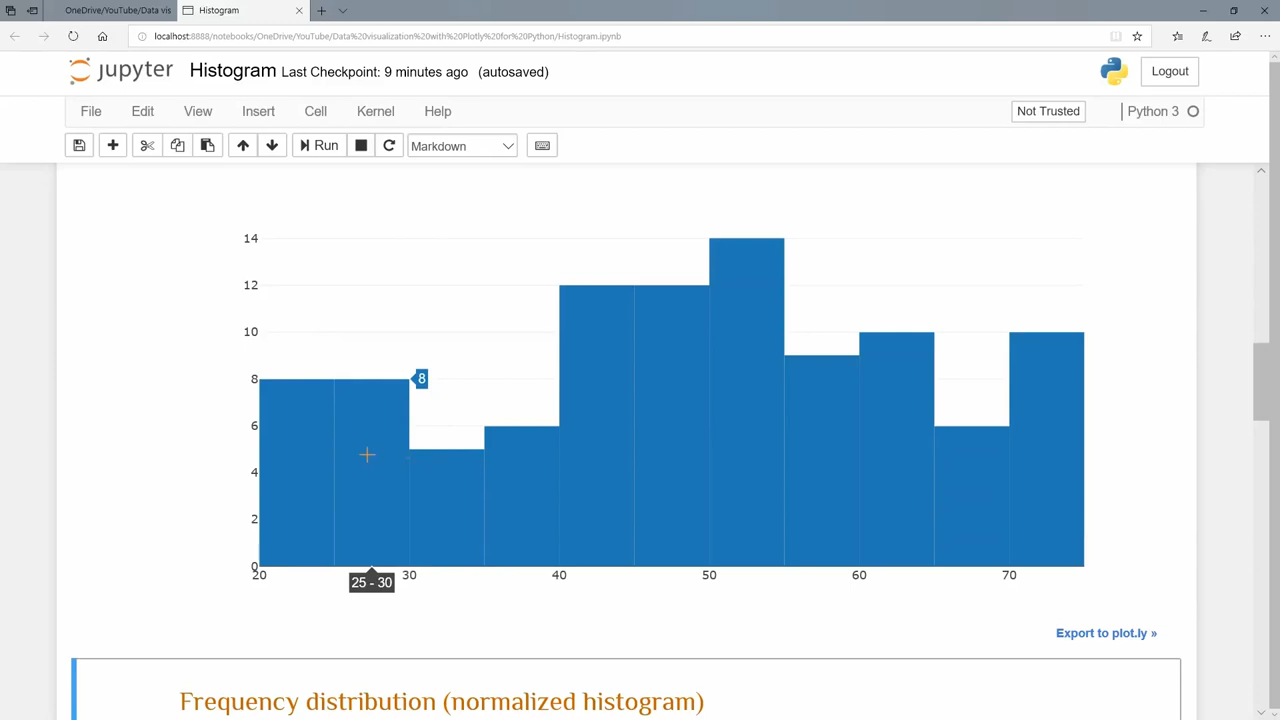 OneDrive/YouTube/Data vis
Histogram
localhost:8888/notebooks/OneDrive/YouTube/Data%20visualization%20with%20Plotly%20for%20Python/Histogram.ipynb
jupyter Histogram Last Checkpoint: 9 minutes ago (autosaved)
Logout
File Edit View Insert Cell Kernel Help
Not Trusted
Python 3
Run
Markdown
14
12
10
8
6
4
2
0
8
20 30 40 50 60 70
25 - 30
Export to plot.ly »
Frequency distribution (normalized histogram)